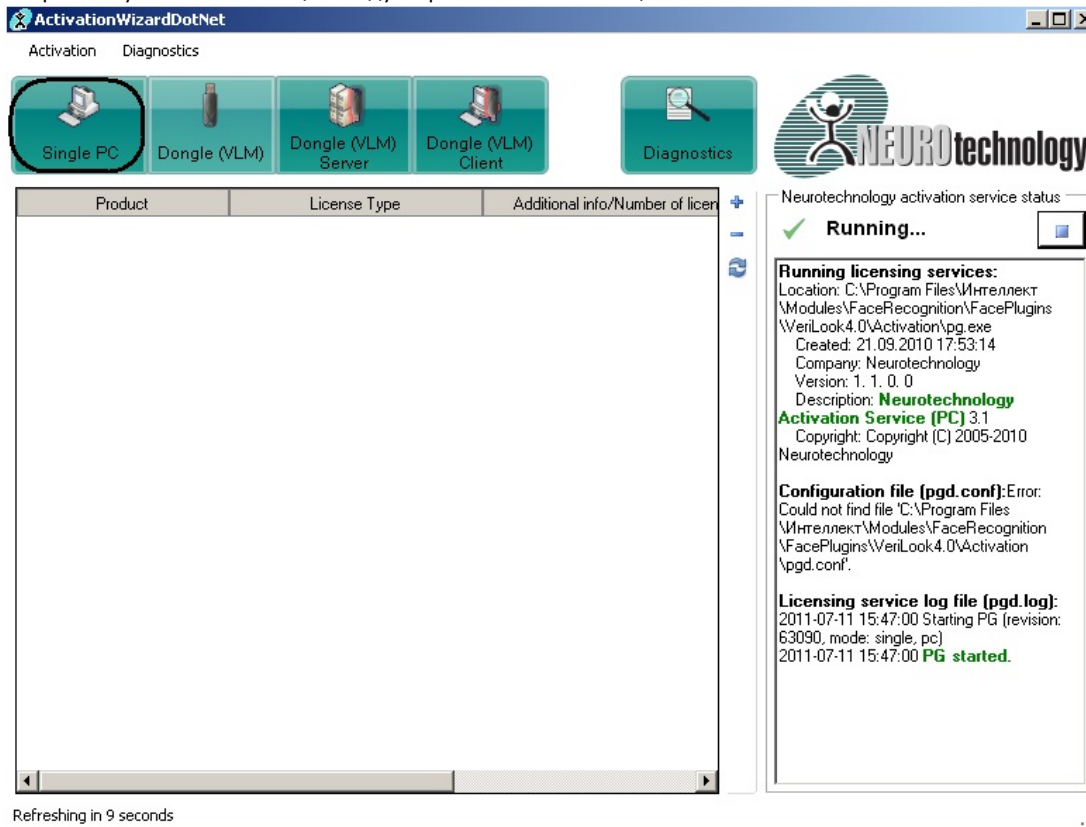 ActivationWizardDotNet
Activation Diagnostics
Single PC
Dongle (VLM)
Dongle (VLM)
Server
Dongle (VLM)
Client
Diagnostics
NEUROtechnology
Product
License Type
Additional info/Number of licen
Neurotechnology activation service status
Running...
Running licensing services:
Location: C:\Program Files\Интеллект
\Modules\FaceRecognition\FacePlugins
\VeriLook4.0\Activation\pg.exe
Created: 21.09.2010 17:53:14
Company: Neurotechnology
Version: 1. 1. 0. 0
Description: Neurotechnology
Activation Service (PC) 3.1
Copyright: Copyright (C) 2005-2010
Neurotechnology
Configuration file (pgd.conf):Error:
Could not find file 'C:\Program Files
\Интеллект\Modules\FaceRecognition
\FacePlugins\VeriLook4.0\Activation
\pgd.conf'.
Licensing service log file (pgd.log):
2011-07-11 15:47:00 Starting PG (revision:
63090, mode: single, pc)
2011-07-11 15:47:00 PG started.
Refreshing in 9 seconds